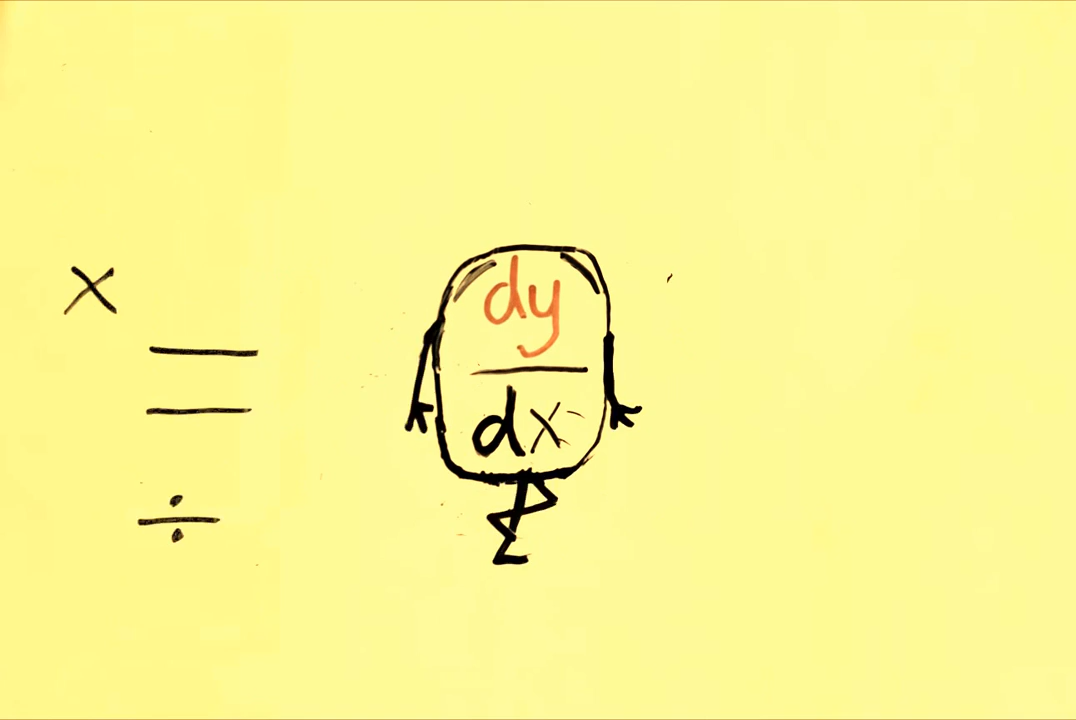 ×
=
÷
dy
dx